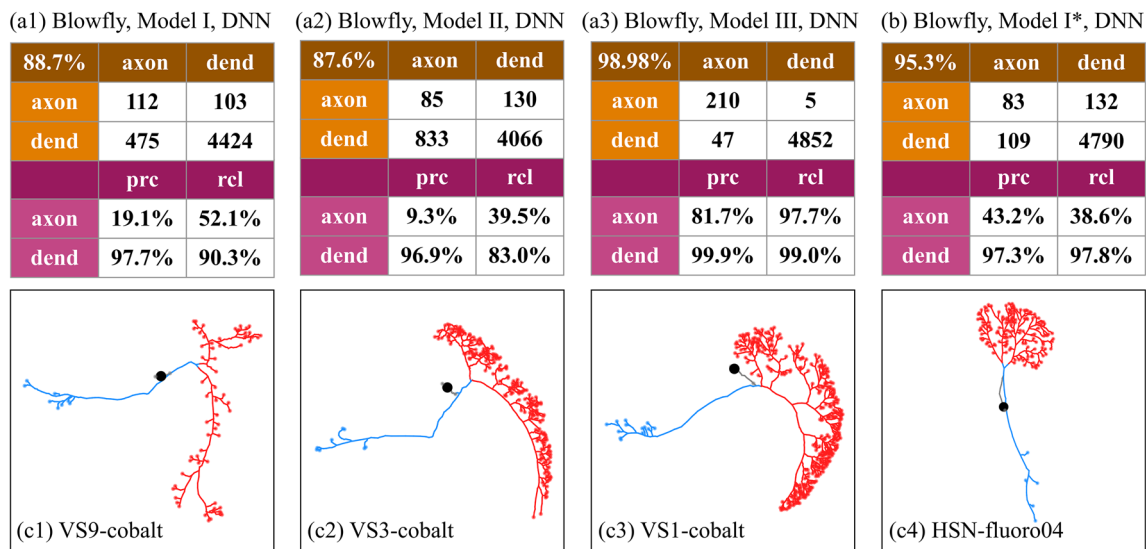 (a1) Blowfly, Model I, DNN
88.7% axon dend
axon 112 103
dend 475 4424
prc rcl
axon 19.1% 52.1%
dend 97.7% 90.3%
(a2) Blowfly, Model II, DNN
87.6% axon dend
axon 85 130
dend 833 4066
prc rcl
axon 9.3% 39.5%
dend 96.9% 83.0%
(a3) Blowfly, Model III, DNN
98.98% axon dend
axon 210 5
dend 47 4852
prc rcl
axon 81.7% 97.7%
dend 99.9% 99.0%
(b) Blowfly, Model I*, DNN
95.3% axon dend
axon 83 132
dend 109 4790
prc rcl
axon 43.2% 38.6%
dend 97.3% 97.8%
(c1) VS9-cobalt
(c2) VS3-cobalt
(c3) VS1-cobalt
(c4) HSN-fluoro04